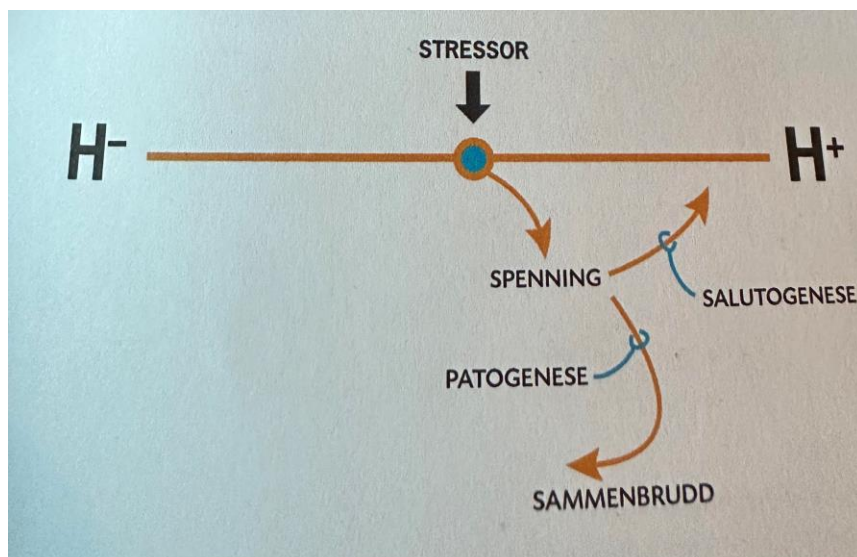 STRESSOR
H⁻
H⁺
SPENNING
SALUTOGENESE
PATOGENESE
SAMMENBRUDD